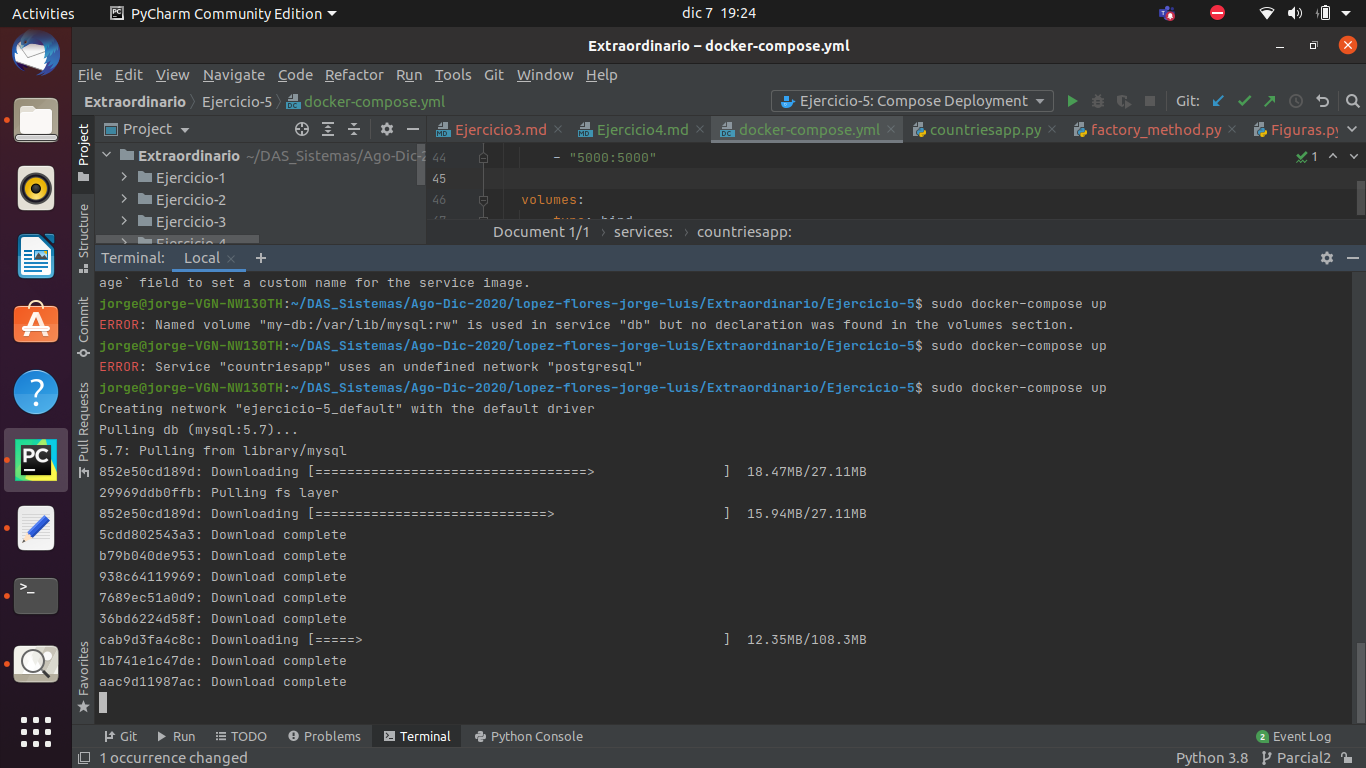 Activities PyCharm Community Edition dic 7 19:24
Extraordinario – docker-compose.yml
File Edit View Navigate Code Refactor Run Tools Git Window Help
Extraordinario Ejercicio-5 docker-compose.yml Ejercicio-5: Compose Deployment Git:
Project Ejercicio3.md Ejercicio4.md docker-compose.yml countriesapp.py factory_method.py Figuras.py
Extraordinario ~/DAS_Sistemas/Ago-Dic-2
Ejercicio-1
Ejercicio-2
Ejercicio-3
Ejercicio-4
44 - "5000:5000"
45
46 volumes:
47 type: bind
1
Document 1/1 services: countriesapp:
Project
Structure
Commit
Pull Requests
Favorites
Terminal: Local +
age` field to set a custom name for the service image.
jorge@jorge-VGN-NW130TH:~/DAS_Sistemas/Ago-Dic-2020/lopez-flores-jorge-luis/Extraordinario/Ejercicio-5$ sudo docker-compose up
ERROR: Named volume "my-db:/var/lib/mysql:rw" is used in service "db" but no declaration was found in the volumes section.
jorge@jorge-VGN-NW130TH:~/DAS_Sistemas/Ago-Dic-2020/lopez-flores-jorge-luis/Extraordinario/Ejercicio-5$ sudo docker-compose up
ERROR: Service "countriesapp" uses an undefined network "postgresql"
jorge@jorge-VGN-NW130TH:~/DAS_Sistemas/Ago-Dic-2020/lopez-flores-jorge-luis/Extraordinario/Ejercicio-5$ sudo docker-compose up
Creating network "ejercicio-5_default" with the default driver
Pulling db (mysql:5.7)...
5.7: Pulling from library/mysql
852e50cd189d: Downloading [==================================> ] 18.47MB/27.11MB
29969ddb0ffb: Pulling fs layer
852e50cd189d: Downloading [=============================> ] 15.94MB/27.11MB
5cdd802543a3: Download complete
b79b040de953: Download complete
938c64119969: Download complete
7689ec51a0d9: Download complete
36bd6224d58f: Download complete
cab9d3fa4c8c: Downloading [=====> ] 12.35MB/108.3MB
1b741e1c47de: Download complete
aac9d11987ac: Download complete
Git Run TODO Problems Terminal Python Console 2 Event Log
1 occurrence changed Python 3.8 Parcial2